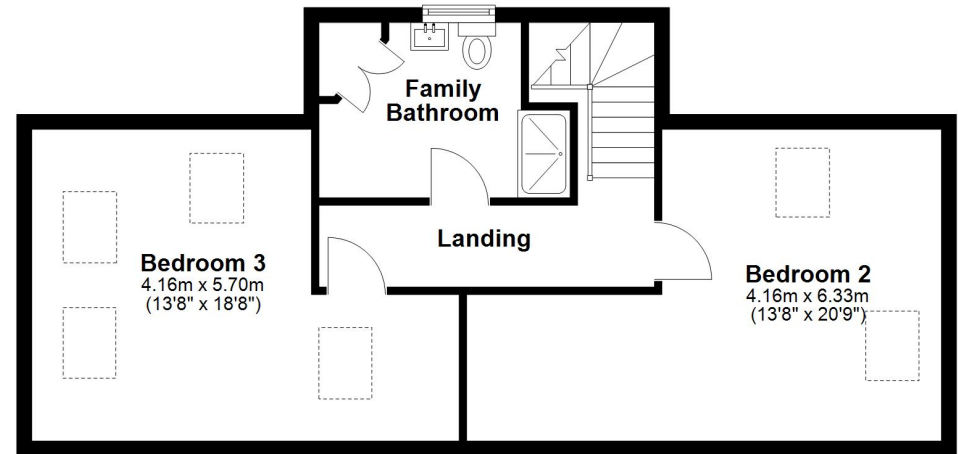 Family
Bathroom
Landing
Bedroom 3
4.16m x 5.70m
(13'8" x 18'8")
Bedroom 2
4.16m x 6.33m
(13'8" x 20'9")